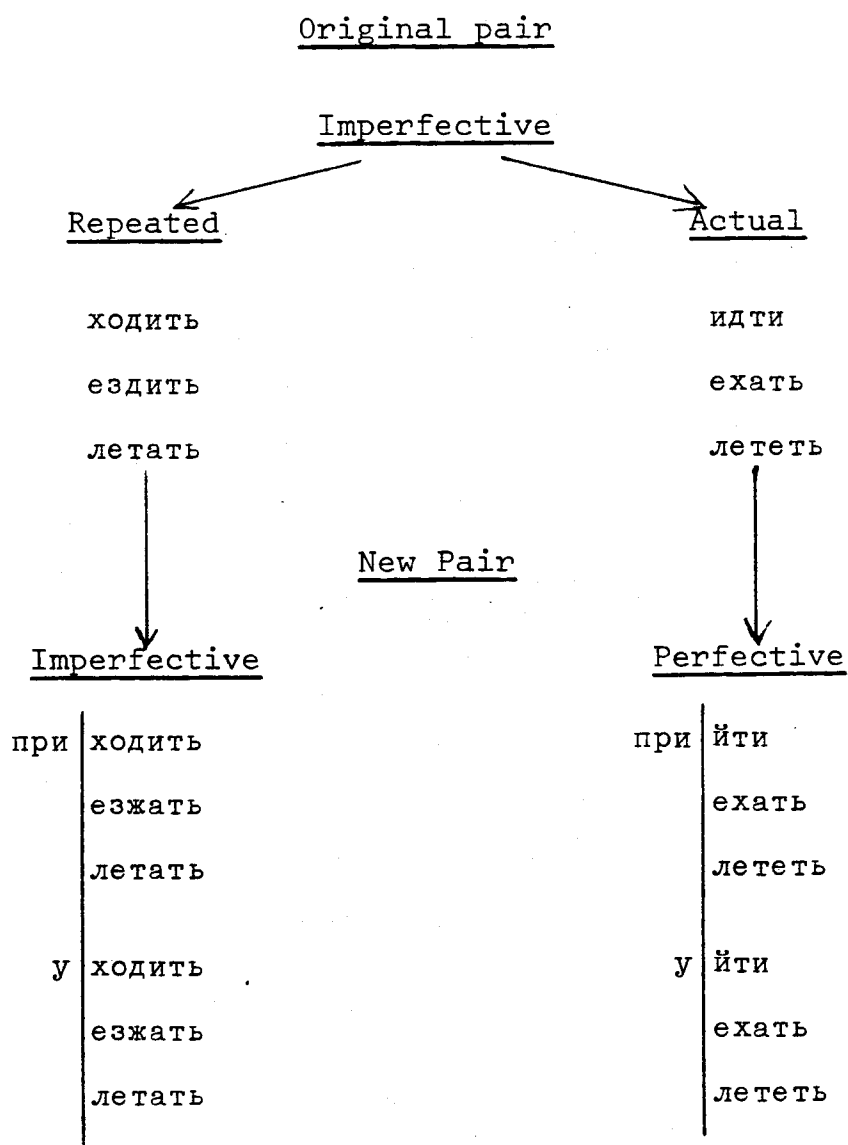 Original pair
Imperfective
Repeated Actual
ходить идти
ездить ехать
летать лететь
New Pair
Imperfective Perfective
при ходить при йти
езжать ехать
летать лететь
у ходить у йти
езжать ехать
летать лететь